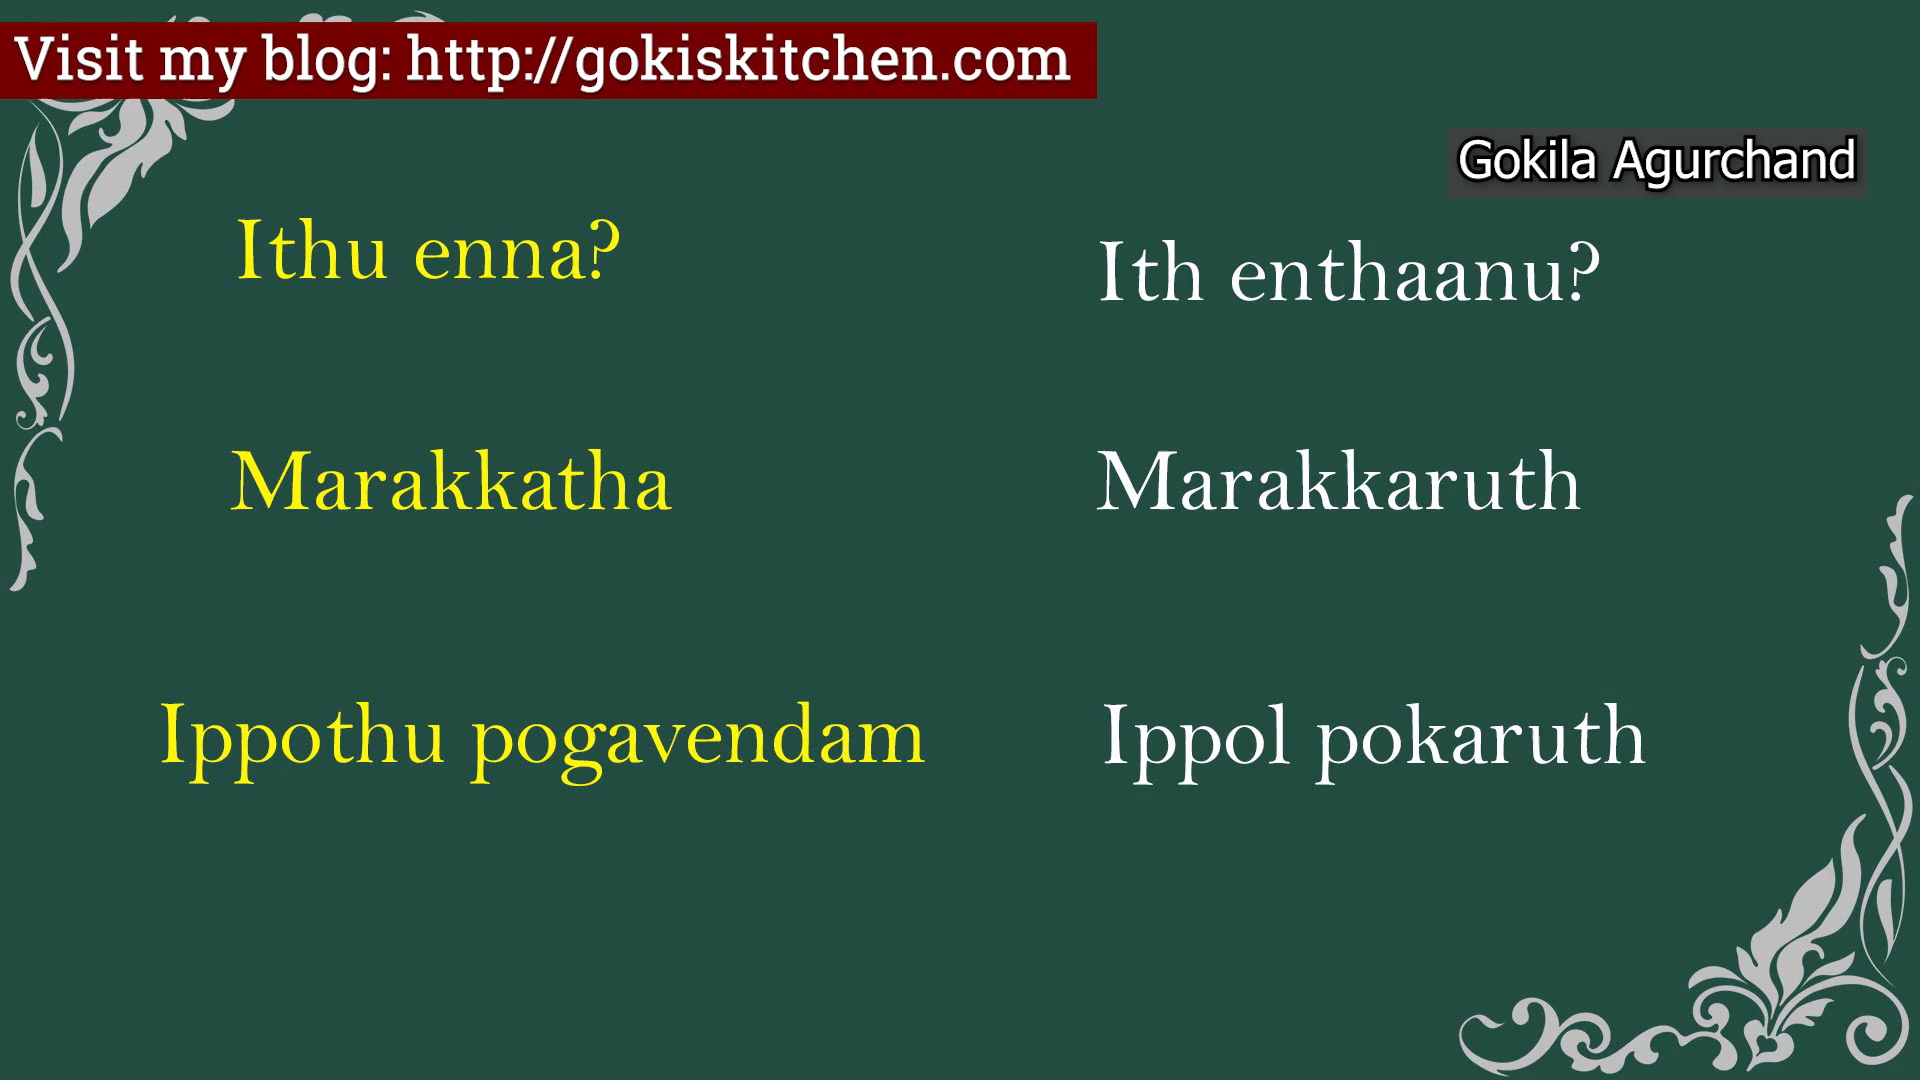 Visit my blog: http://gokiskitchen.com
Gokila Agurchand
Ithu enna?
Ith enthaanu?
Marakkatha
Marakkaruth
Ippothu pogavendam
Ippol pokaruth